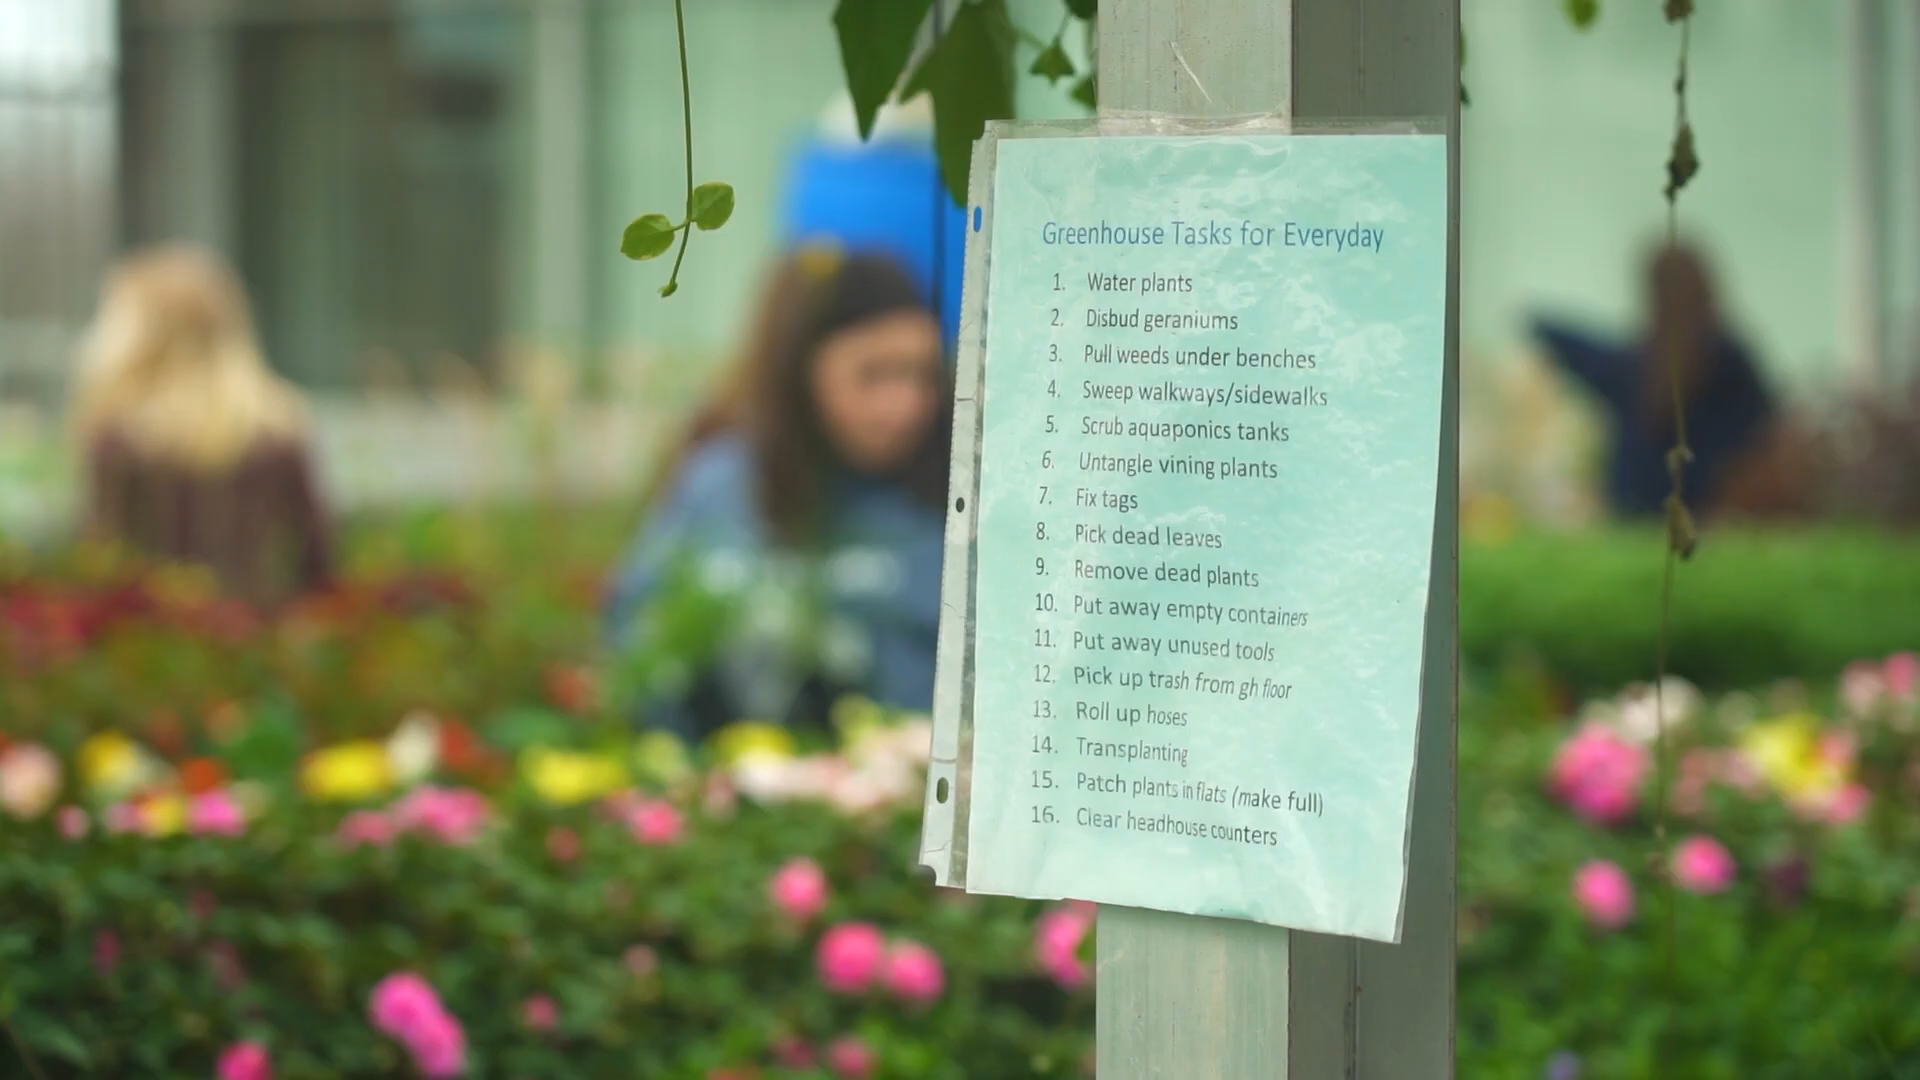 Greenhouse Tasks for Everyday
1. Water plants
2. Disbud geraniums
3. Pull weeds under benches
4. Sweep walkways/sidewalks
5. Scrub aquaponics tanks
6. Untangle vining plants
7. Fix tags
8. Pick dead leaves
9. Remove dead plants
10. Put away empty containers
11. Put away unused tools
12. Pick up trash from gh floor
13. Roll up hoses
14. Transplanting
15. Patch plants in flats (make full)
16. Clear headhouse counters